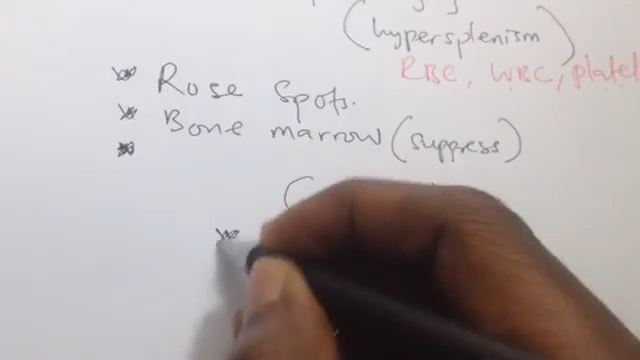 (hypersplenism)
RBC, WBC, platel
* Rose Spots.
* Bone marrow (suppress)
*
(
*